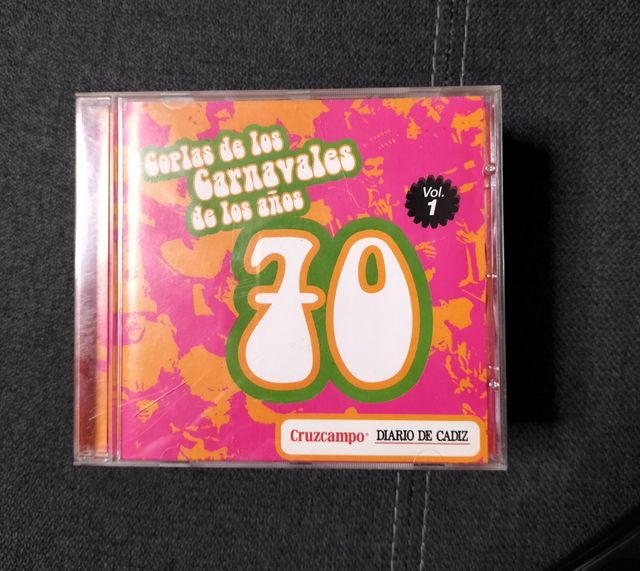 Coplas de los
Carnavales
de los años
70
Vol.
1
Cruzcampo® DIARIO DE CADIZ